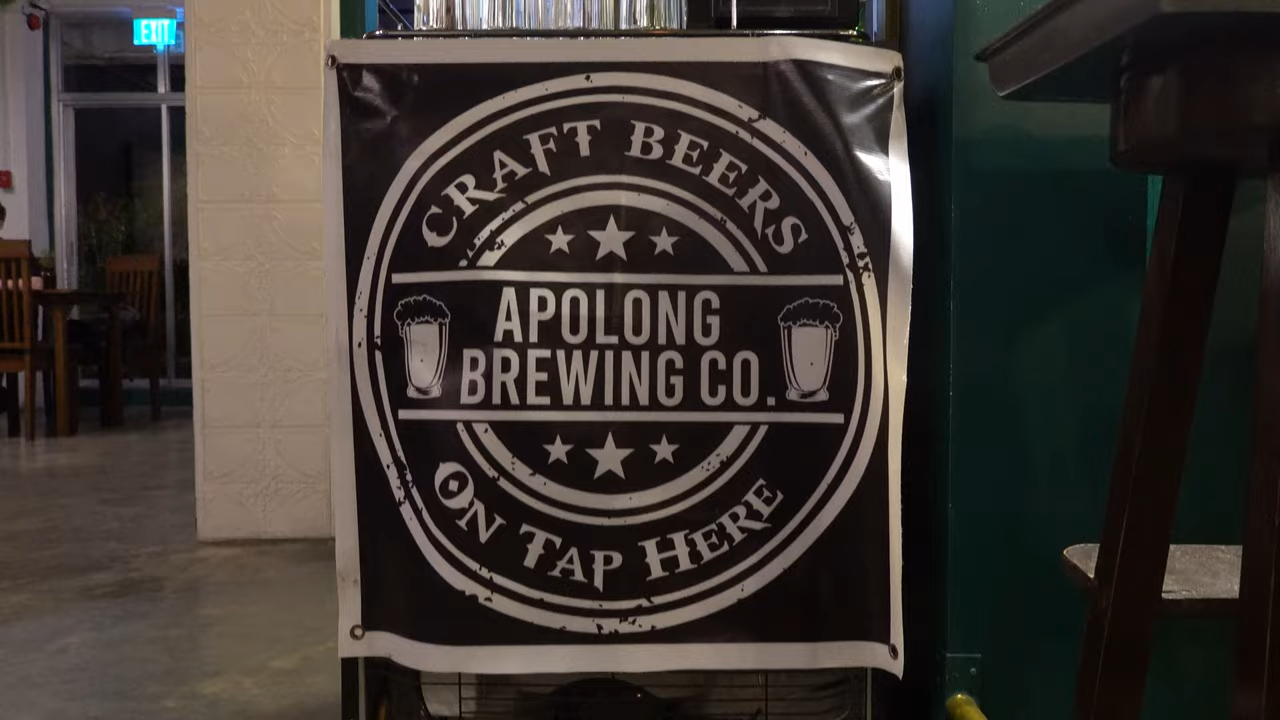 EXIT
CRAFT BEERS
APOLONG
BREWING CO.
ON TAP HERE